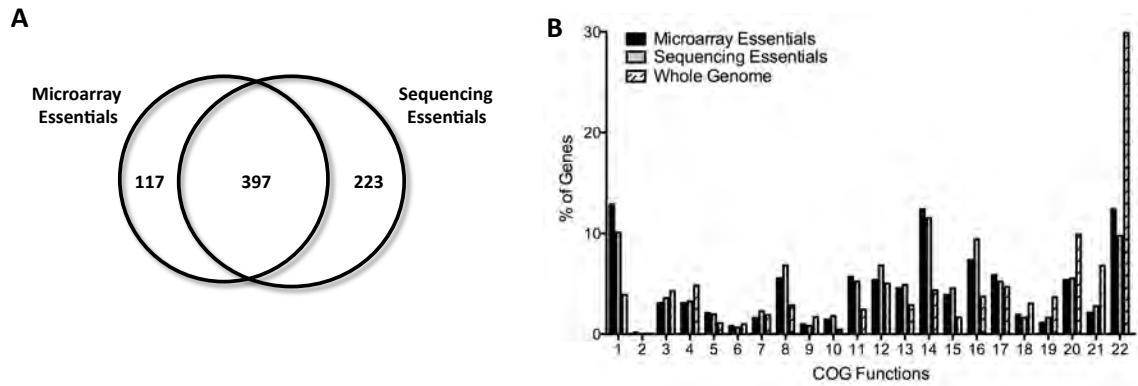 A
Microarray
Essentials
Sequencing
Essentials
117
397
223
B
Microarray Essentials
Sequencing Essentials
Whole Genome
30
20
10
0
% of Genes
1 2 3 4 5 6 7 8 9 10 11 12 13 14 15 16 17 18 19 20 21 22
COG Functions